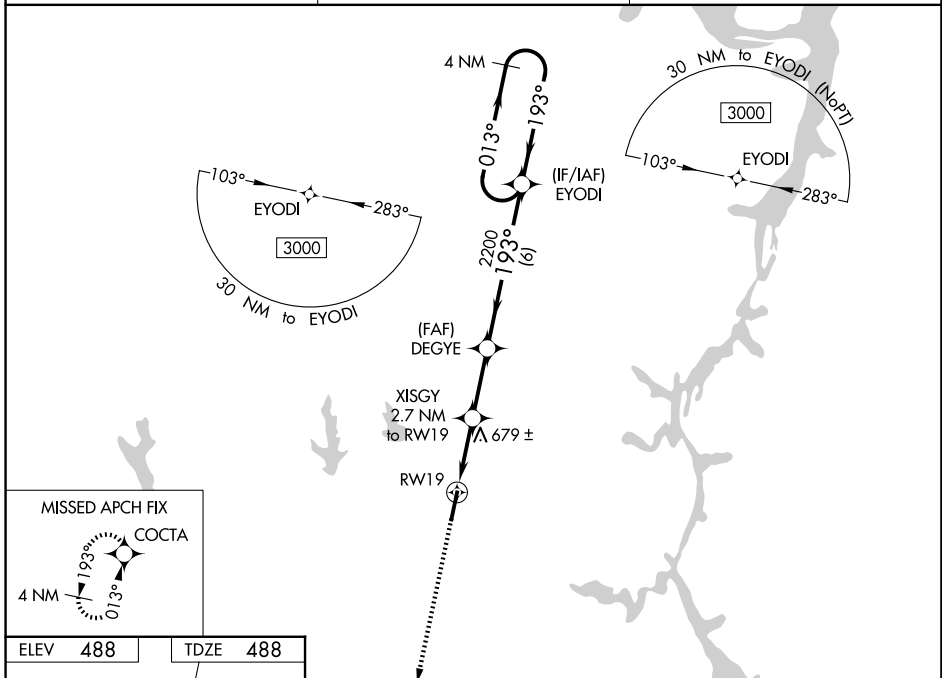 4 NM
013°
193°
(IF/IAF)
EYODI
30 NM to EYODI (NoPT)
3000
103°
EYODI
283°
103°
EYODI
283°
3000
30 NM to EYODI
2200
193°
(6)
(FAF)
DEGYE
XISGY
2.7 NM
to RW19
679 ±
RW19
MISSED APCH FIX
COCTA
193°
4 NM
013°
ELEV 488
TDZE 488